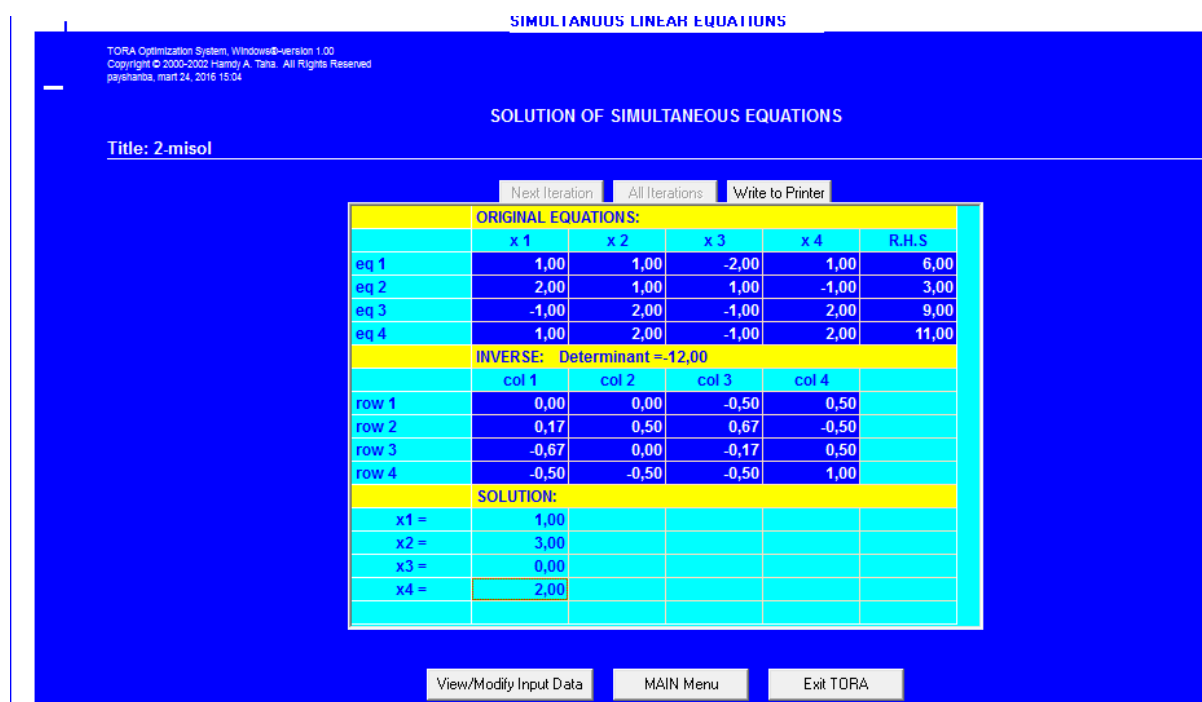 SIMULTANUUS LINEAR EQUATIUNS
TORA Optimization System, Windows®-version 1.00
Copyright © 2000-2002 Hamdy A. Taha. All Rights Reserved
payshanba, mart 24, 2016 15:04
SOLUTION OF SIMULTANEOUS EQUATIONS
Title: 2-misol
Next Iteration All Iterations Write to Printer
ORIGINAL EQUATIONS:
x 1 x 2 x 3 x 4 R.H.S
eq 1 1,00 1,00 -2,00 1,00 6,00
eq 2 2,00 1,00 1,00 -1,00 3,00
eq 3 -1,00 2,00 -1,00 2,00 9,00
eq 4 1,00 2,00 -1,00 2,00 11,00
INVERSE: Determinant =-12,00
col 1 col 2 col 3 col 4
row 1 0,00 0,00 -0,50 0,50
row 2 0,17 0,50 0,67 -0,50
row 3 -0,67 0,00 -0,17 0,50
row 4 -0,50 -0,50 -0,50 1,00
SOLUTION:
x1 = 1,00
x2 = 3,00
x3 = 0,00
x4 = 2,00
View/Modify Input Data MAIN Menu Exit TORA